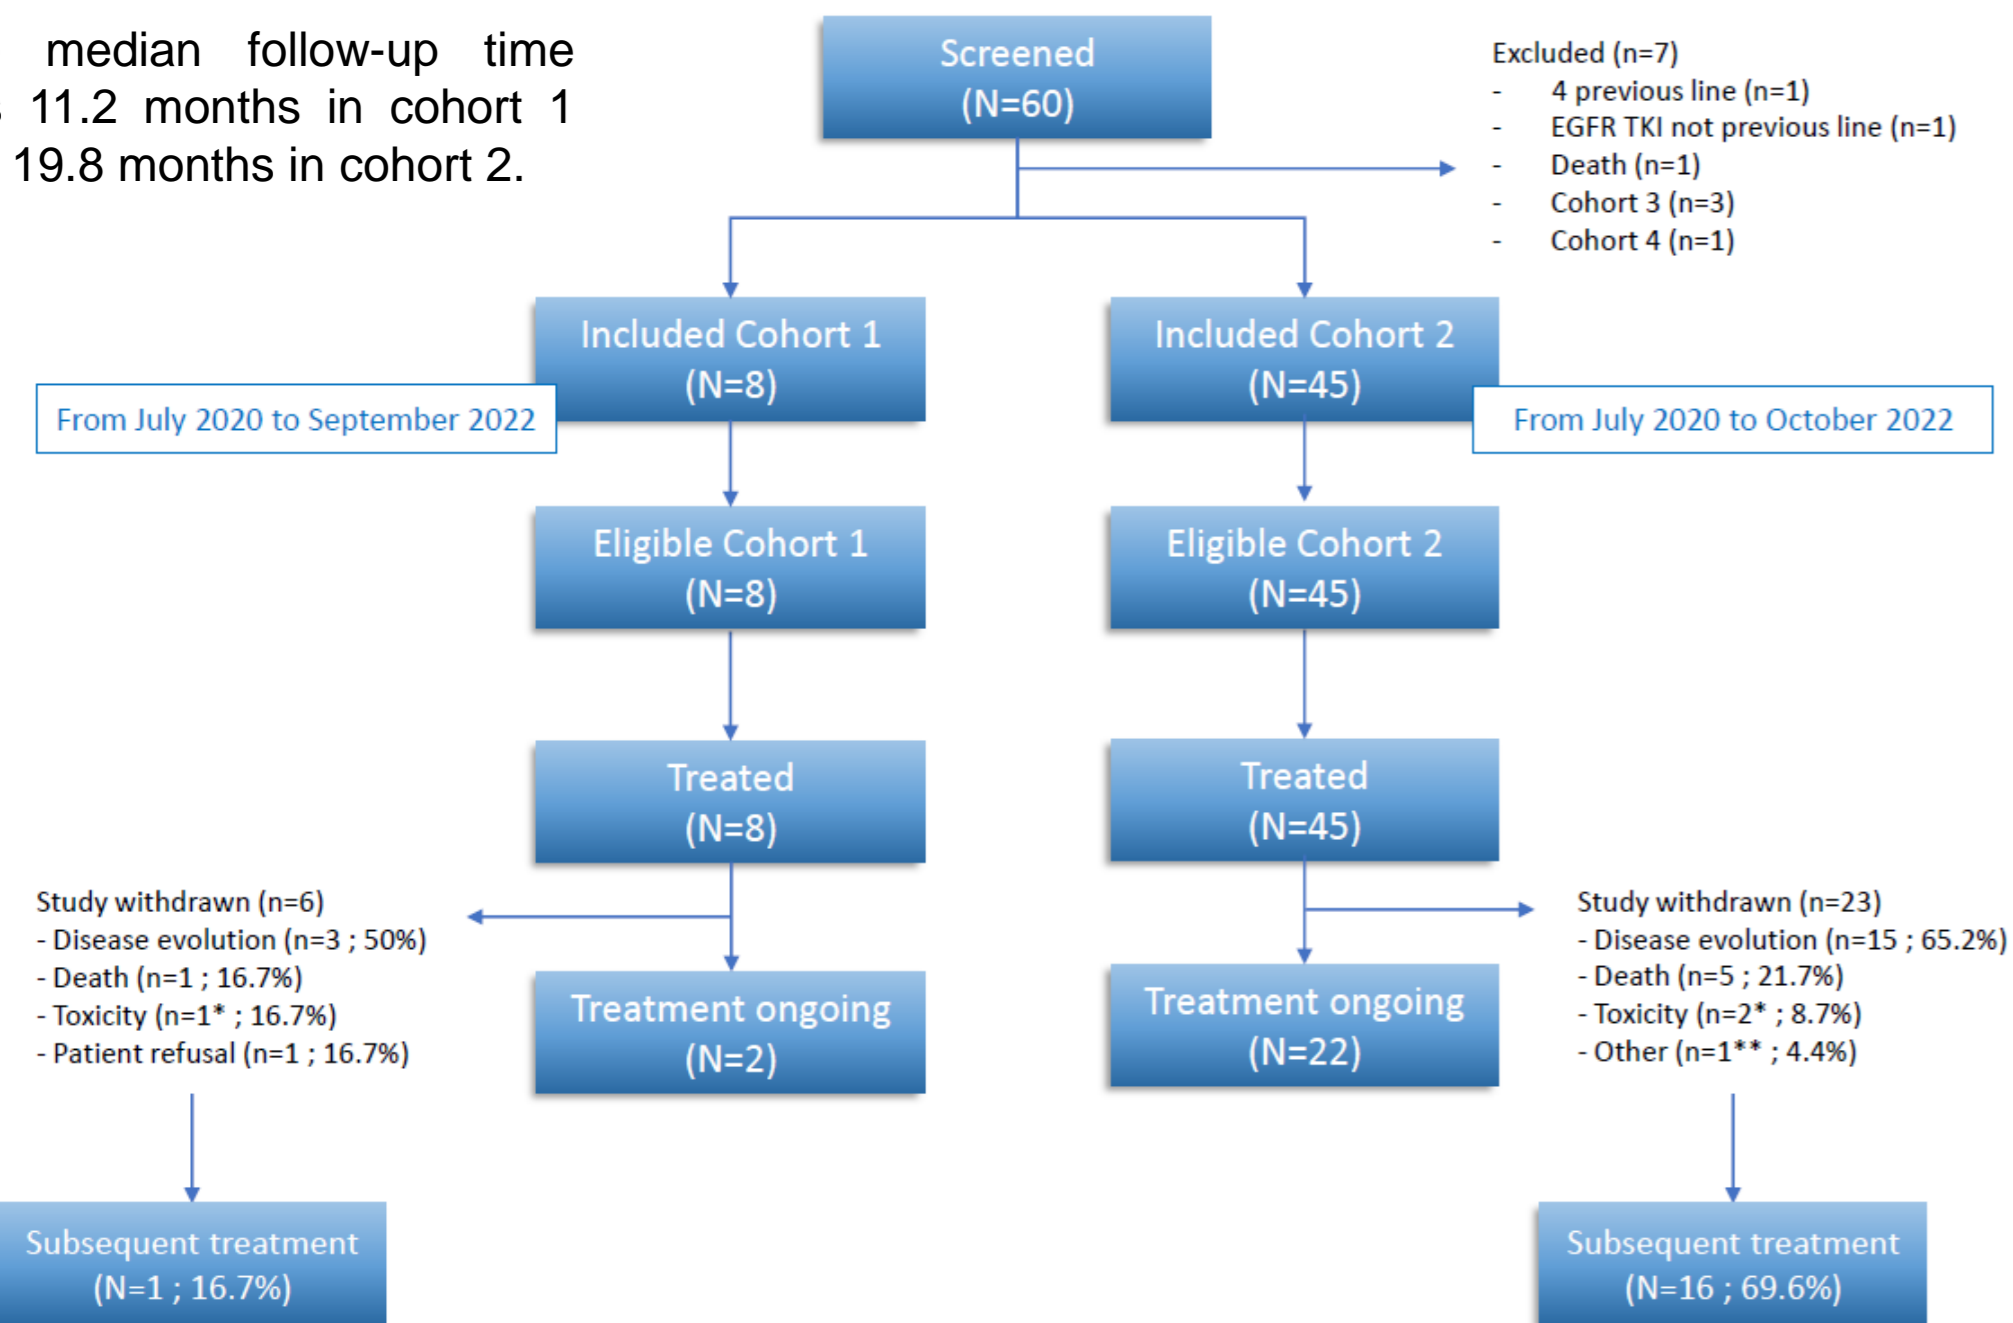 median follow-up time
11.2 months in cohort 1
19.8 months in cohort 2.
Screened
(N=60)
Excluded (n=7)
- 4 previous line (n=1)
- EGFR TKI not previous line (n=1)
- Death (n=1)
- Cohort 3 (n=3)
- Cohort 4 (n=1)
Included Cohort 1
(N=8)
Included Cohort 2
(N=45)
From July 2020 to September 2022
From July 2020 to October 2022
Eligible Cohort 1
(N=8)
Eligible Cohort 2
(N=45)
Treated
(N=8)
Treated
(N=45)
Study withdrawn (n=6)
- Disease evolution (n=3 ; 50%)
- Death (n=1 ; 16.7%)
- Toxicity (n=1* ; 16.7%)
- Patient refusal (n=1 ; 16.7%)
Treatment ongoing
(N=2)
Treatment ongoing
(N=22)
Study withdrawn (n=23)
- Disease evolution (n=15 ; 65.2%)
- Death (n=5 ; 21.7%)
- Toxicity (n=2* ; 8.7%)
- Other (n=1** ; 4.4%)
Subsequent treatment
(N=1 ; 16.7%)
Subsequent treatment
(N=16 ; 69.6%)